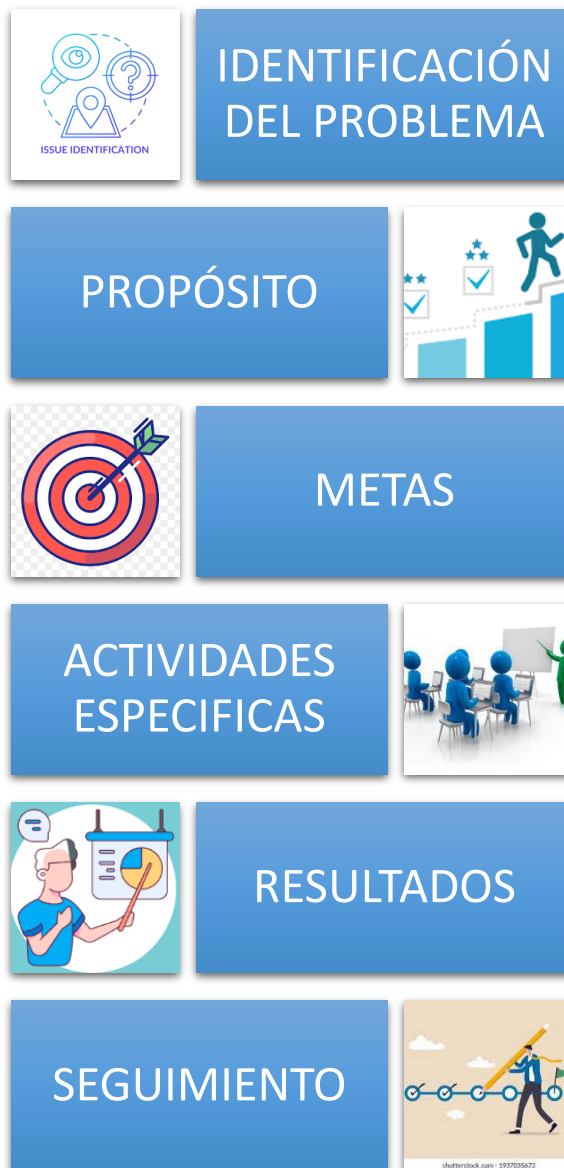 ISSUE IDENTIFICATION
IDENTIFICACIÓN
DEL PROBLEMA
PROPÓSITO
METAS
ACTIVIDADES
ESPECIFICAS
RESULTADOS
SEGUIMIENTO
shutterstock.com · 1937035672